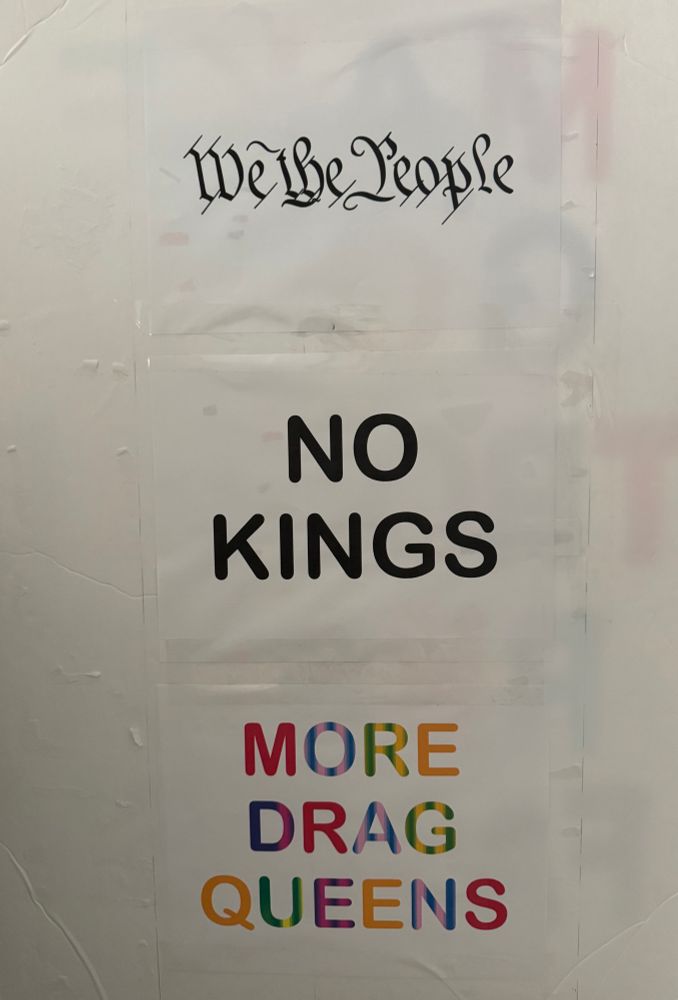 We the People
NO
KINGS
MORE
DRAG
QUEENS